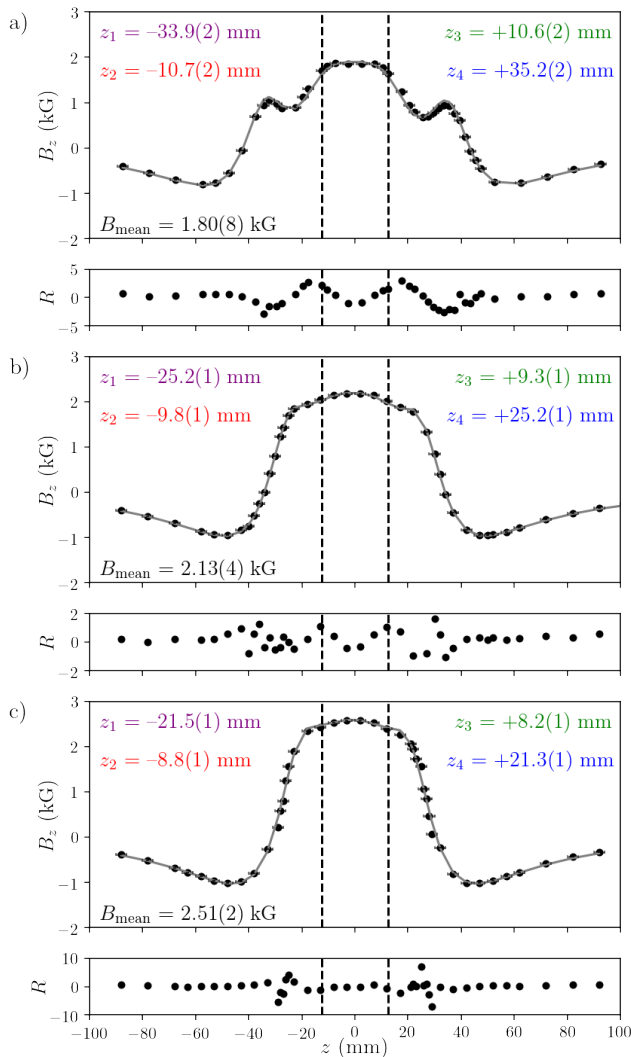 a)
z₁ = –33.9(2) mm
z₃ = +10.6(2) mm
z₂ = –10.7(2) mm
z₄ = +35.2(2) mm
B_z (kG)
3
2
1
0
−1
−2
B_mean = 1.80(8) kG
R
5
0
−5
b)
z₁ = –25.2(1) mm
z₃ = +9.3(1) mm
z₂ = –9.8(1) mm
z₄ = +25.2(1) mm
B_z (kG)
3
2
1
0
−1
−2
B_mean = 2.13(4) kG
R
2
0
−2
c)
z₁ = –21.5(1) mm
z₃ = +8.2(1) mm
z₂ = –8.8(1) mm
z₄ = +21.3(1) mm
B_z (kG)
3
2
1
0
−1
−2
B_mean = 2.51(2) kG
R
10
0
−10
−100 −80 −60 −40 −20 0 20 40 60 80 100
z (mm)